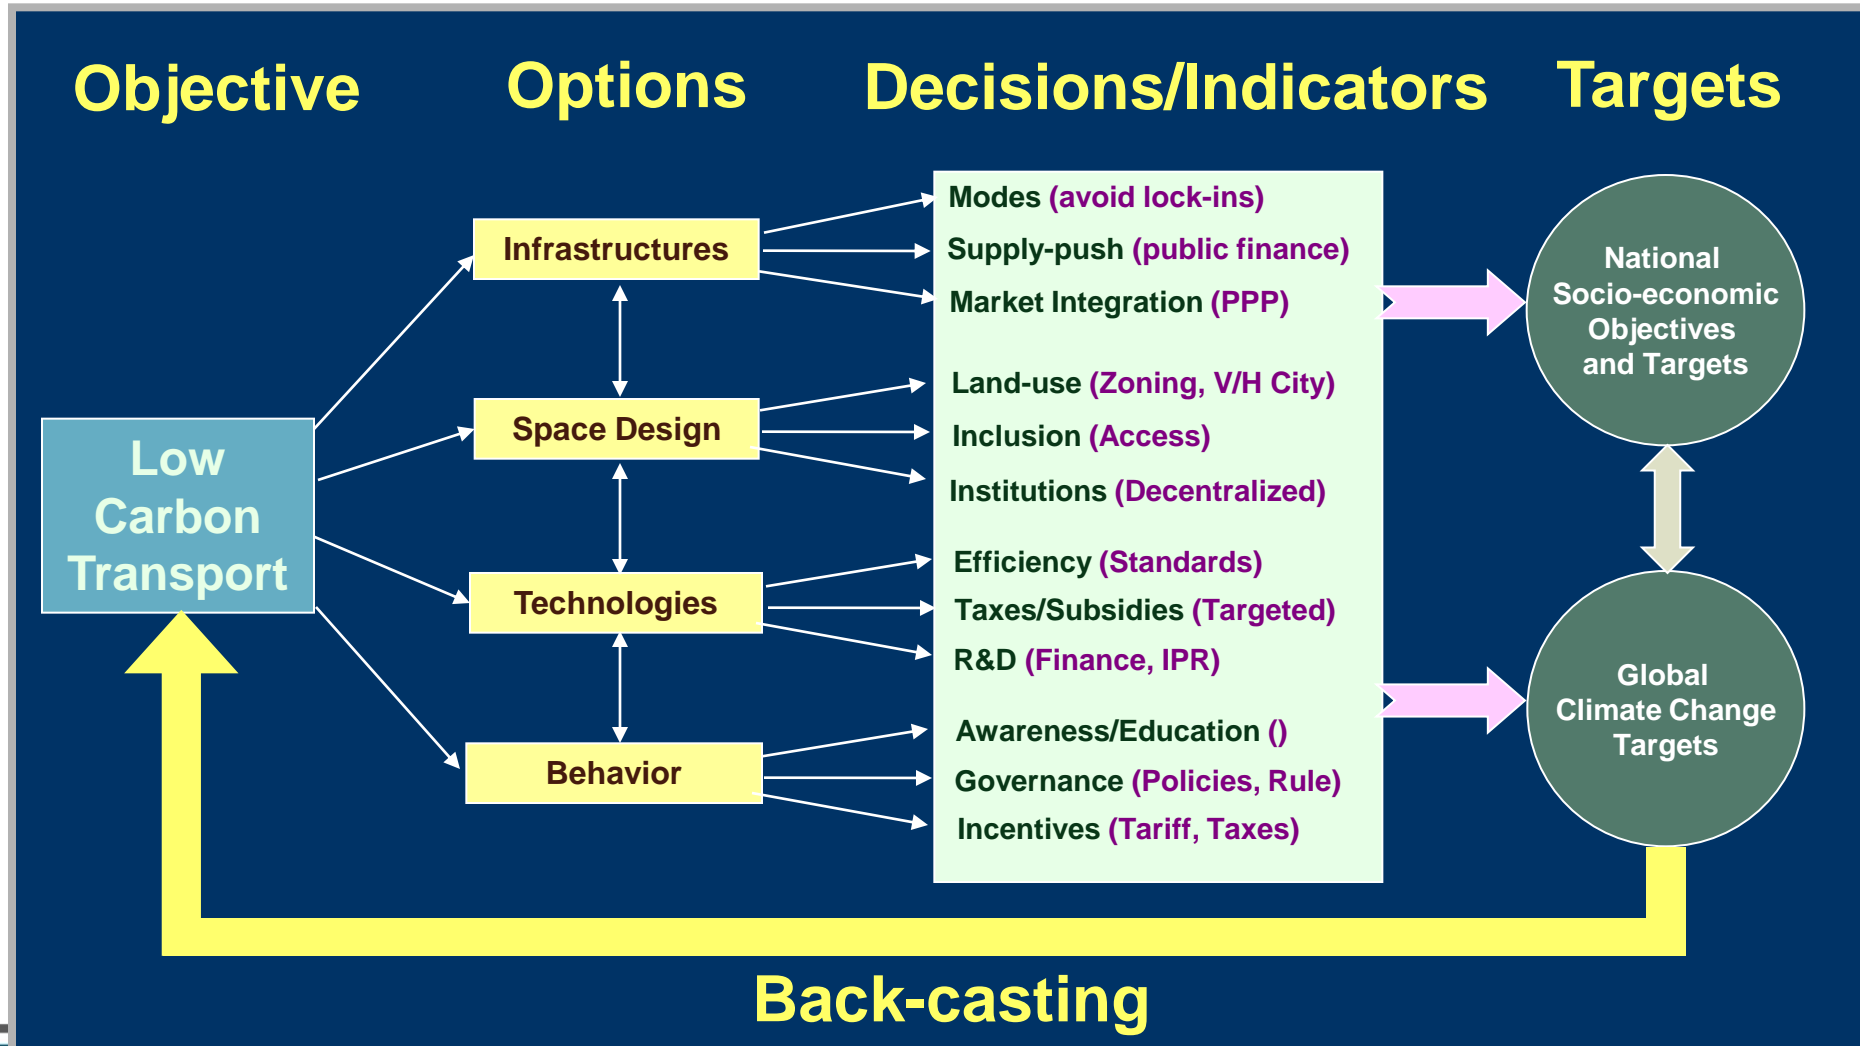 Objective
Options
Decisions/Indicators
Targets
Low
Carbon
Transport
Infrastructures
Space Design
Technologies
Behavior
Modes (avoid lock-ins)
Supply-push (public finance)
Market Integration (PPP)
Land-use (Zoning, V/H City)
Inclusion (Access)
Institutions (Decentralized)
Efficiency (Standards)
Taxes/Subsidies (Targeted)
R&D (Finance, IPR)
Awareness/Education ()
Governance (Policies, Rule)
Incentives (Tariff, Taxes)
National
Socio-economic
Objectives
and Targets
Global
Climate Change
Targets
Back-casting